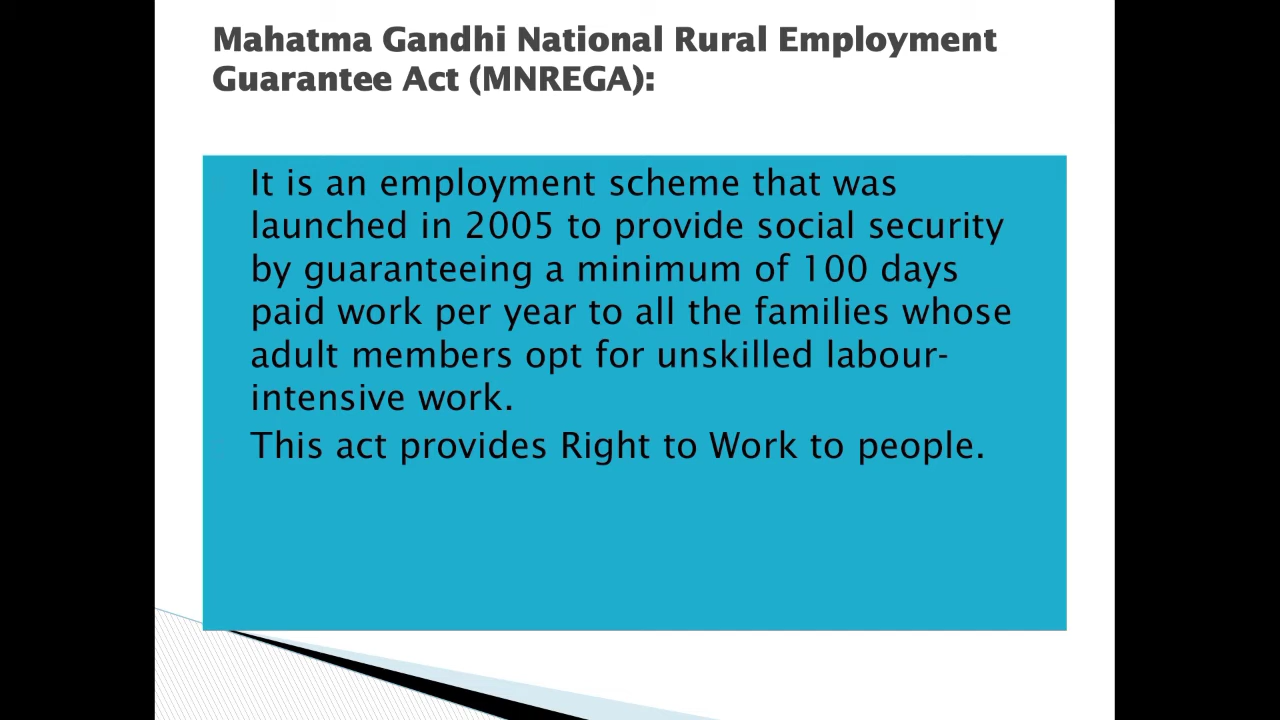 Mahatma Gandhi National Rural Employment
Guarantee Act (MNREGA):
It is an employment scheme that was
launched in 2005 to provide social security
by guaranteeing a minimum of 100 days
paid work per year to all the families whose
adult members opt for unskilled labour-
intensive work.
This act provides Right to Work to people.